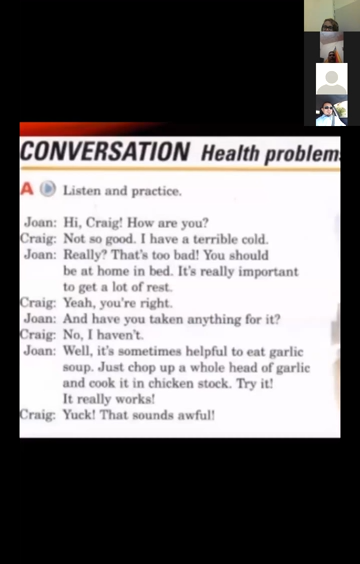 CONVERSATION Health problem
A Listen and practice.
Joan: Hi, Craig! How are you?
Craig: Not so good. I have a terrible cold.
Joan: Really? That's too bad! You should
be at home in bed. It's really important
to get a lot of rest.
Craig: Yeah, you're right.
Joan: And have you taken anything for it?
Craig: No, I haven't.
Joan: Well, it's sometimes helpful to eat garlic
soup. Just chop up a whole head of garlic
and cook it in chicken stock. Try it!
It really works!
Craig: Yuck! That sounds awful!